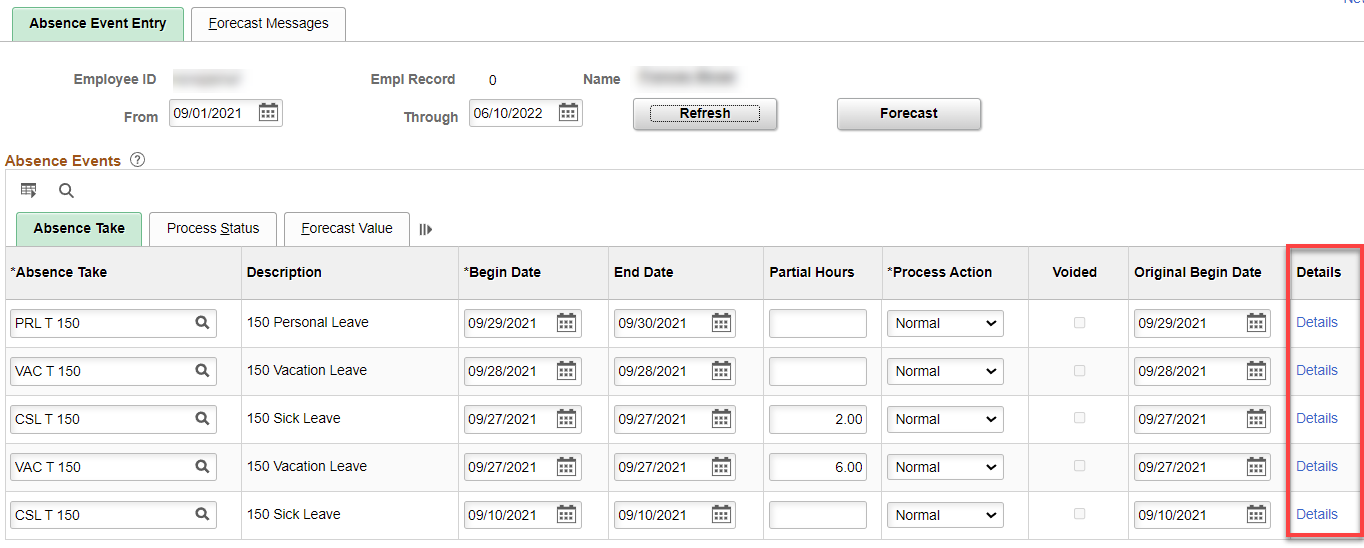 Absence Event Entry Forecast Messages
Employee ID Empl Record 0 Name
From 09/01/2021 Through 06/10/2022 Refresh Forecast
Absence Events ?
Absence Take Process Status Forecast Value
*Absence Take Description *Begin Date End Date Partial Hours *Process Action Voided Original Begin Date Details
PRL T 150 150 Personal Leave 09/29/2021 09/30/2021 Normal 09/29/2021 Details
VAC T 150 150 Vacation Leave 09/28/2021 09/28/2021 Normal 09/28/2021 Details
CSL T 150 150 Sick Leave 09/27/2021 09/27/2021 2.00 Normal 09/27/2021 Details
VAC T 150 150 Vacation Leave 09/27/2021 09/27/2021 6.00 Normal 09/27/2021 Details
CSL T 150 150 Sick Leave 09/10/2021 09/10/2021 Normal 09/10/2021 Details